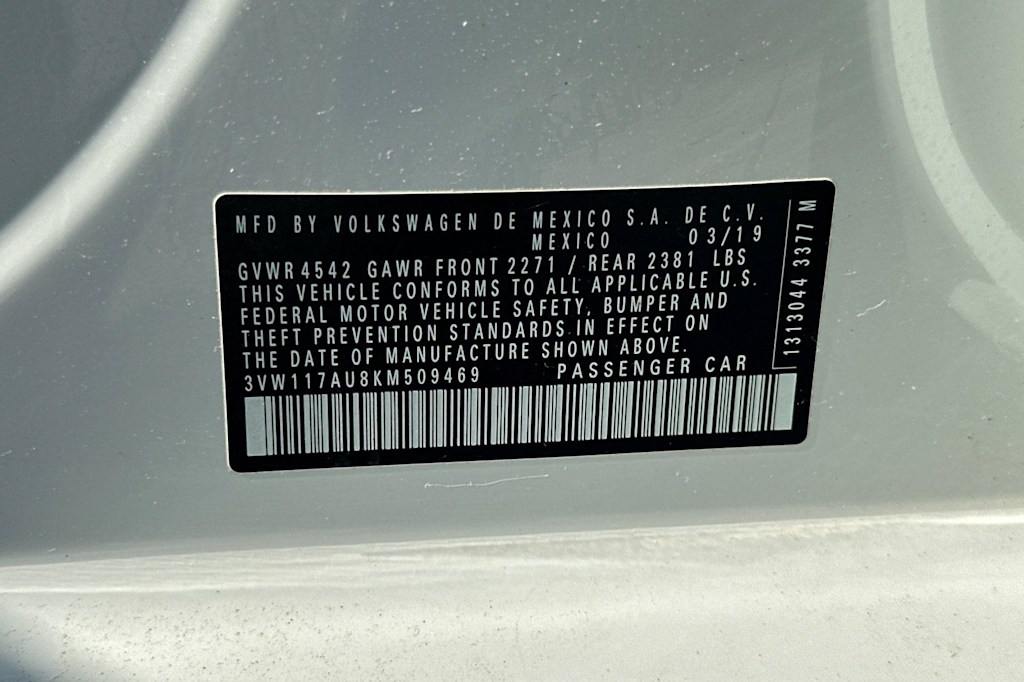 MFD BY VOLKSWAGEN DE MEXICO S.A. DE C.V.
MEXICO 03/19
GVWR 4542 GAWR FRONT 2271 / REAR 2381 LBS
THIS VEHICLE CONFORMS TO ALL APPLICABLE U.S.
FEDERAL MOTOR VEHICLE SAFETY, BUMPER AND
THEFT PREVENTION STANDARDS IN EFFECT ON
THE DATE OF MANUFACTURE SHOWN ABOVE.
3VW117AU8KM509469 PASSENGER CAR
1313044 3377 M